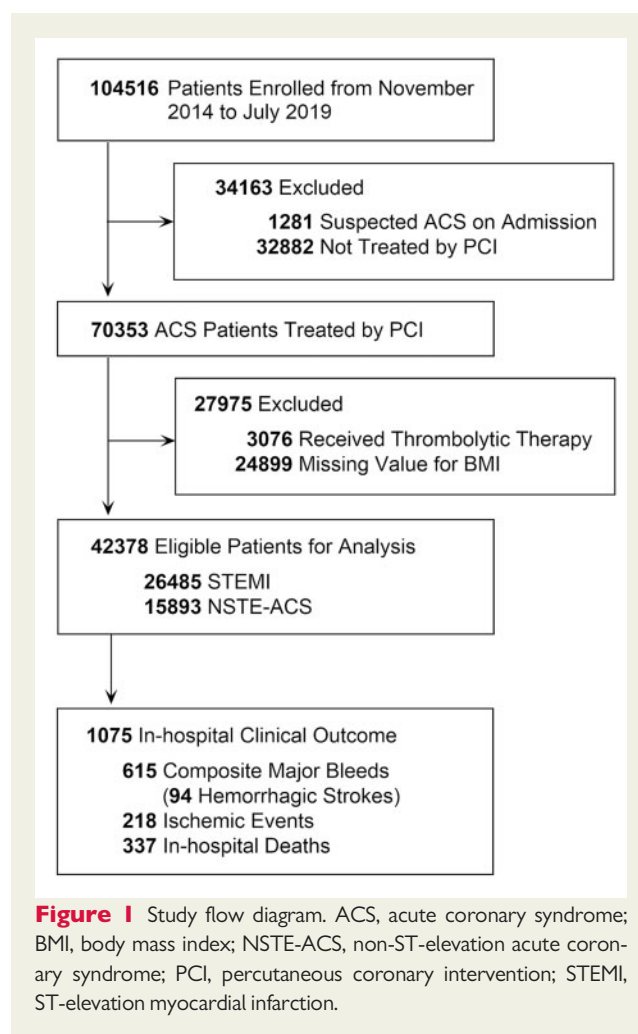 104516 Patients Enrolled from November
2014 to July 2019
34163 Excluded
1281 Suspected ACS on Admission
32882 Not Treated by PCI
70353 ACS Patients Treated by PCI
27975 Excluded
3076 Received Thrombolytic Therapy
24899 Missing Value for BMI
42378 Eligible Patients for Analysis
26485 STEMI
15893 NSTE-ACS
1075 In-hospital Clinical Outcome
615 Composite Major Bleeds
(94 Hemorrhagic Strokes)
218 Ischemic Events
337 In-hospital Deaths
Figure 1 Study flow diagram. ACS, acute coronary syndrome;
BMI, body mass index; NSTE-ACS, non-ST-elevation acute coron-
ary syndrome; PCI, percutaneous coronary intervention; STEMI,
ST-elevation myocardial infarction.